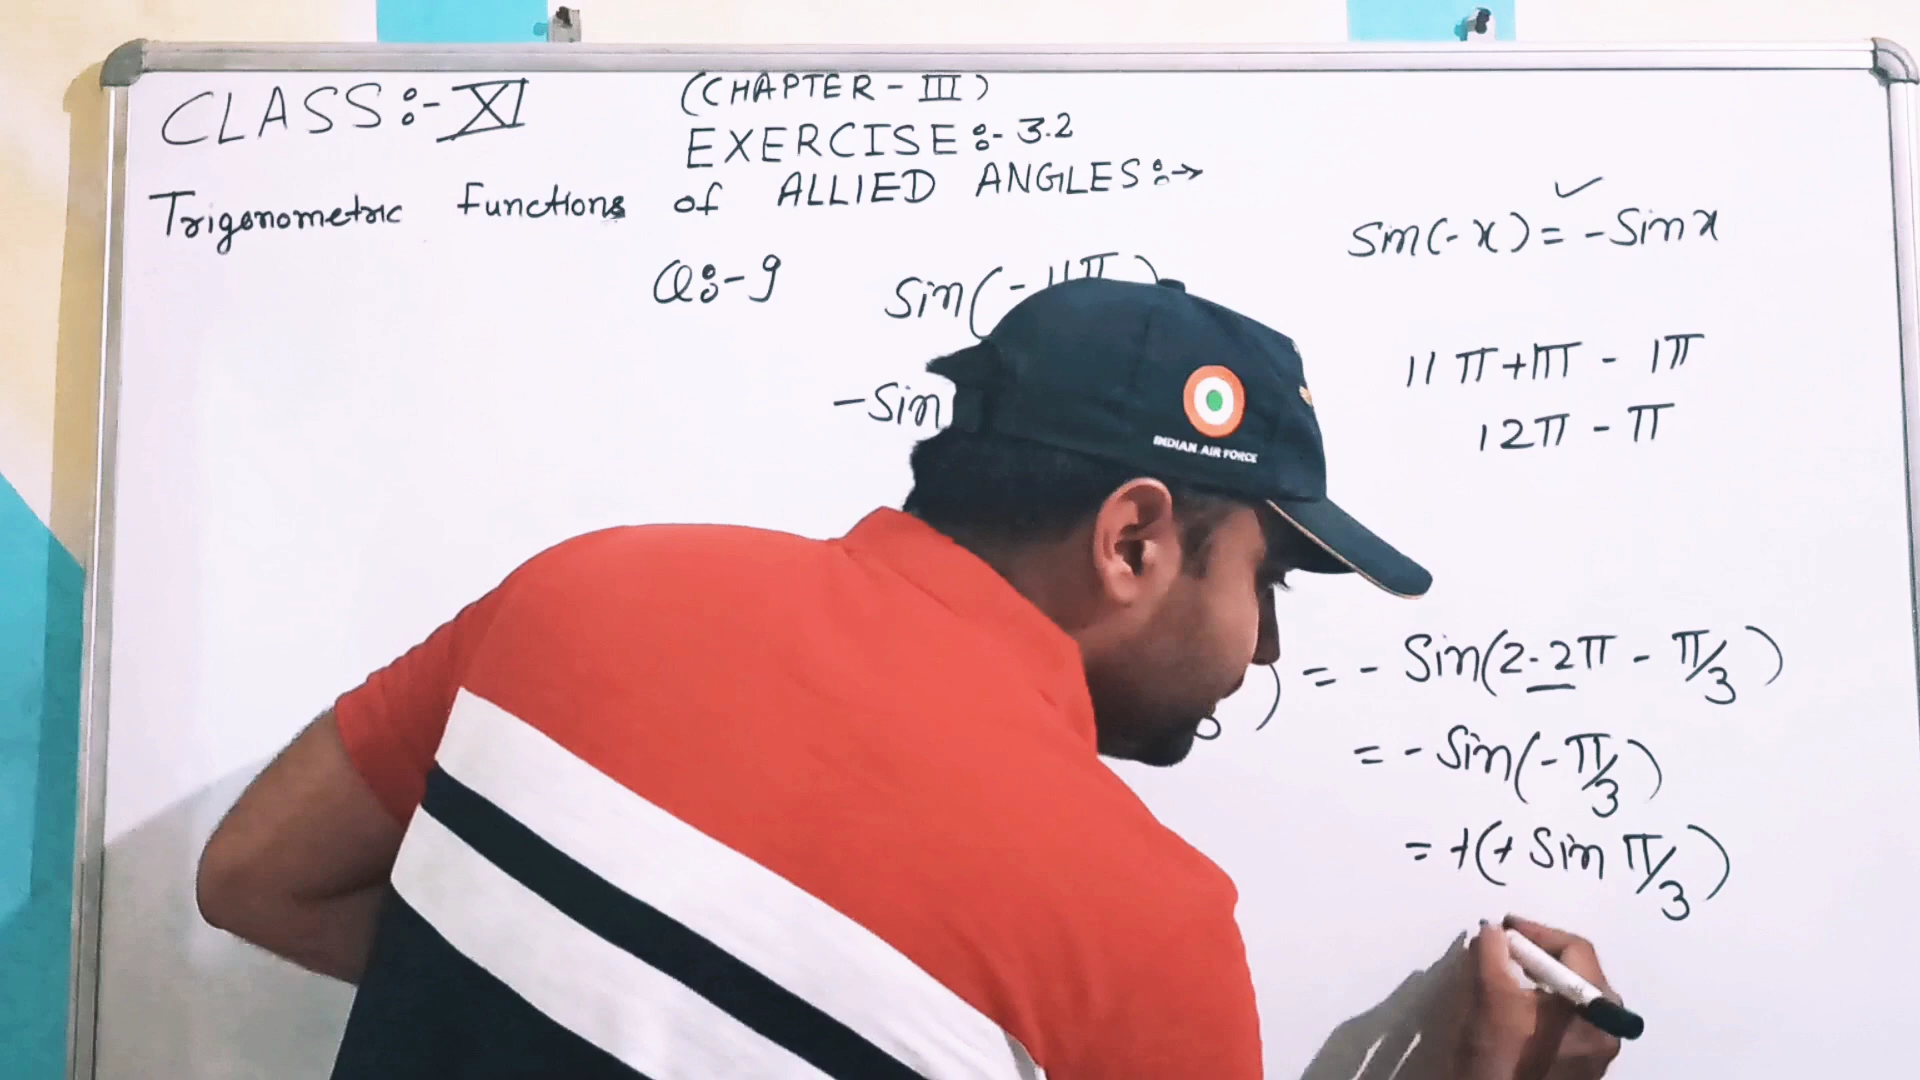 CLASS:- XI
(CHAPTER - III)
EXERCISE:- 3.2
Trigonometric Functions of ALLIED ANGLES:→
Q:-9 Sin(- 11π )
Sin(-x) = -Sin x
-Sin
11π+1π - 1π
12π - π
INDIAN AIR FORCE
) = - Sin(2·2π - π/3)
= - Sin(-π/3)
= +(+ Sin π/3)